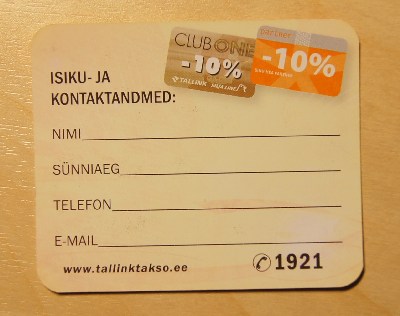 CLUB ONE
-10%
TALLINK SILJA LINE
-10%
ISIKU- JA
KONTAKTANDMED:
NIMI
SÜNNIAEG
TELEFON
E-MAIL
www.tallinktakso.ee
1921